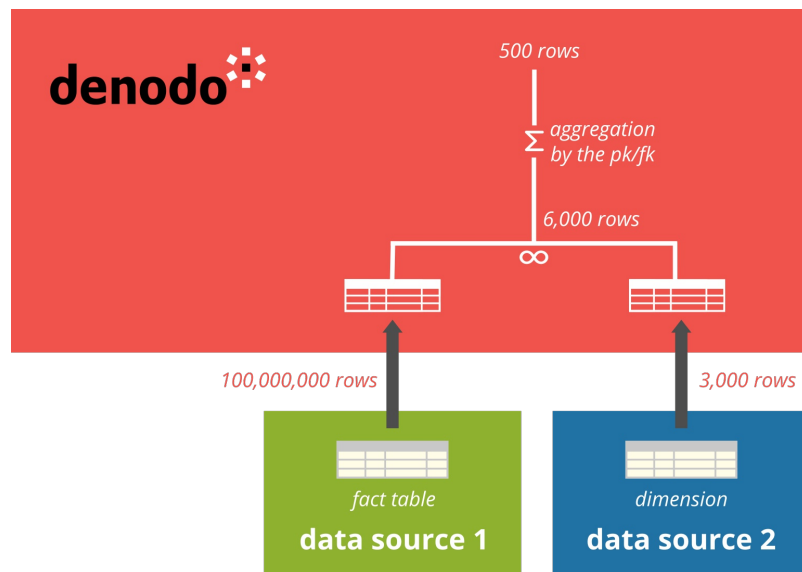 500 rows
denodo
Σ aggregation
by the pk/fk
6,000 rows
∞
100,000,000 rows
3,000 rows
fact table
dimension
data source 1
data source 2